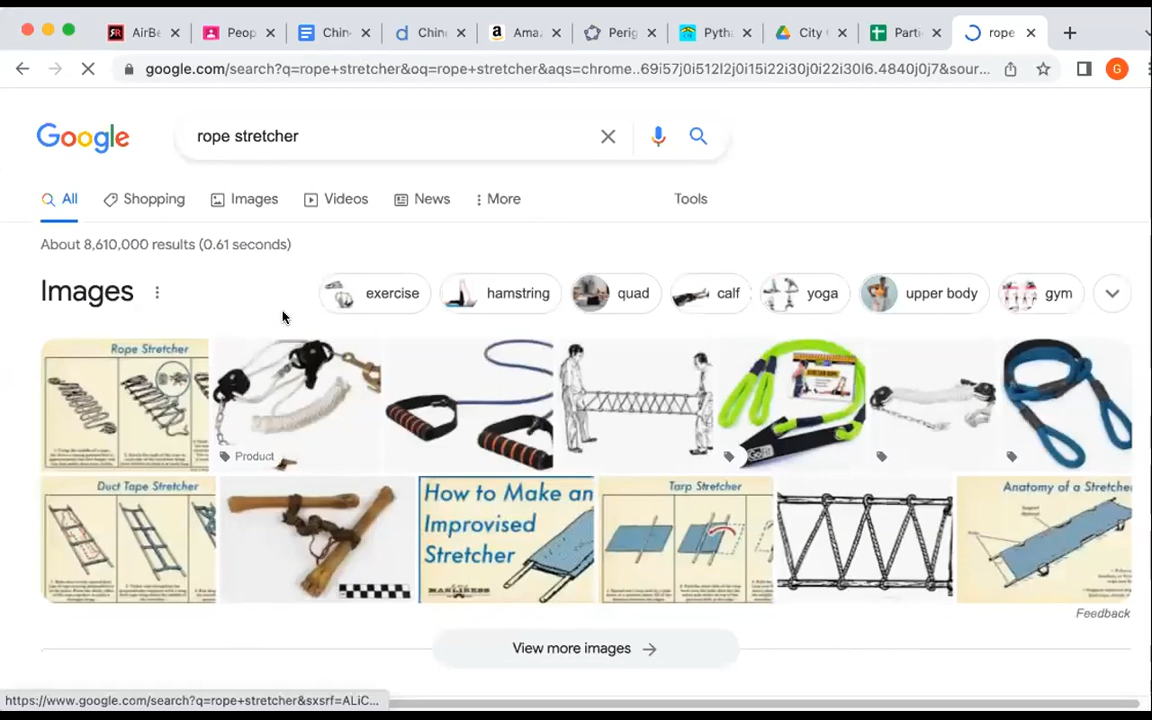 AirBe
Peop
Chin
Chin
Ama
Perig
Pyth
City
Parti
rope
google.com/search?q=rope+stretcher&oq=rope+stretcher&aqs=chrome..69i57j0i512l2j0i15i22i30j0i22i30l6.4840j0j7&sour...
G
Google
rope stretcher
All
Shopping
Images
Videos
News
More
Tools
About 8,610,000 results (0.61 seconds)
Images
exercise
hamstring
quad
calf
yoga
upper body
gym
Rope Stretcher
Product
Duct Tape Stretcher
How to Make an
Improvised
Stretcher
MANLINESS
Tarp Stretcher
Anatomy of a Stretcher
Feedback
View more images
https://www.google.com/search?q=rope+stretcher&sxsrf=ALiC...